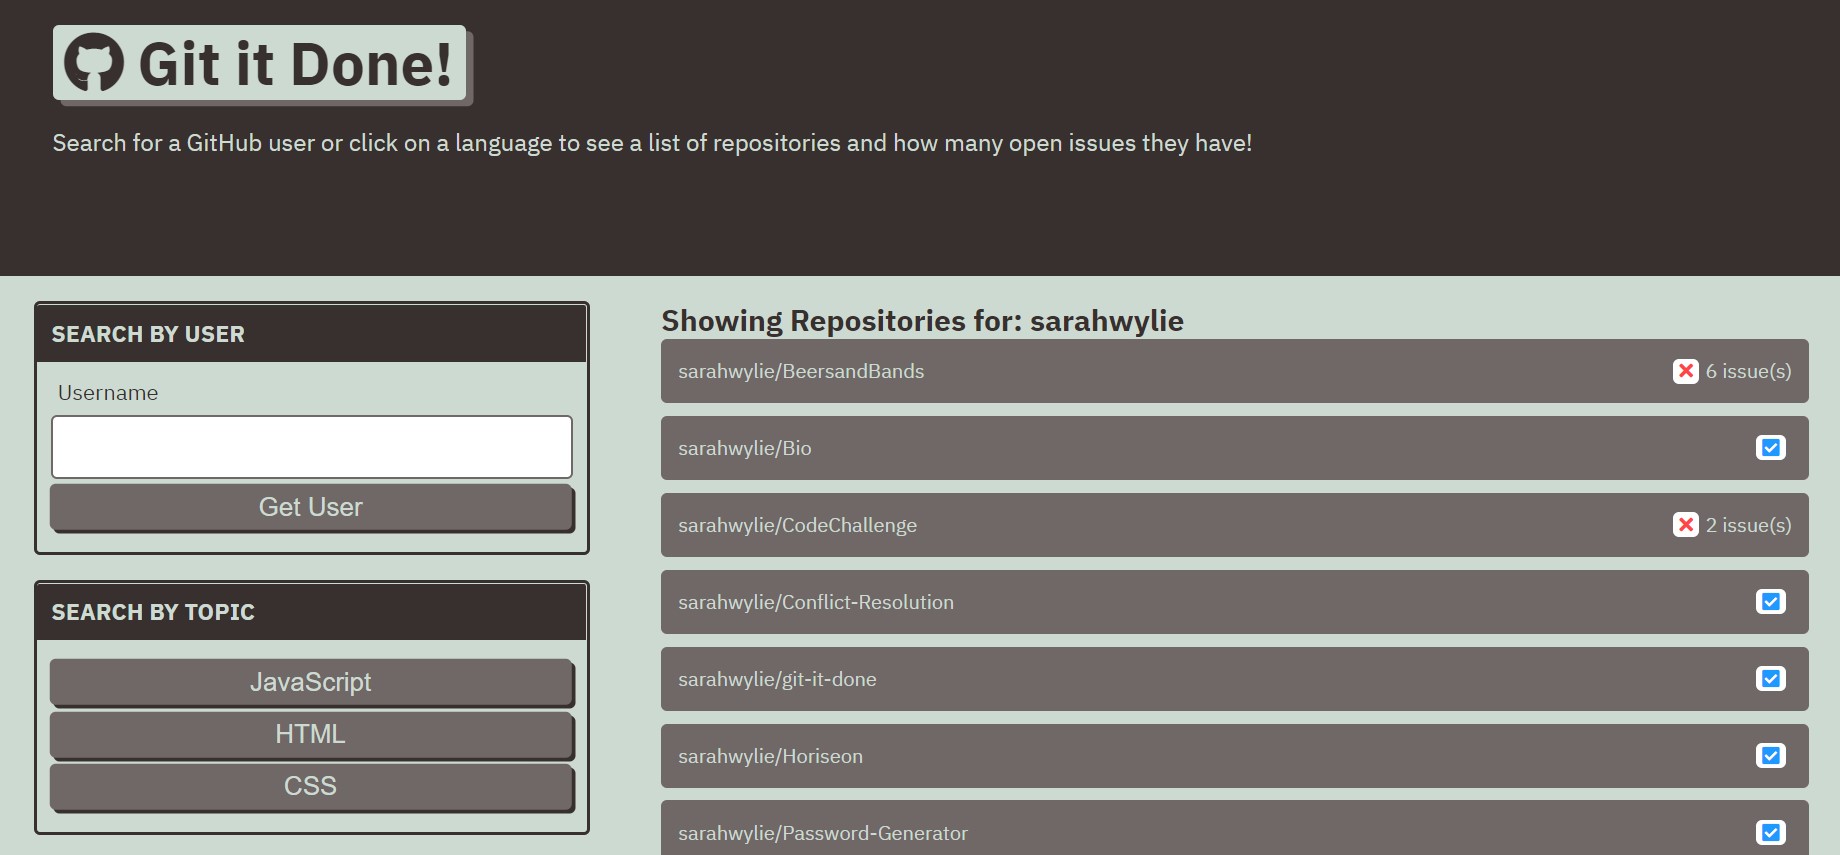 Git it Done!
Search for a GitHub user or click on a language to see a list of repositories and how many open issues they have!
SEARCH BY USER
Username
Get User
SEARCH BY TOPIC
JavaScript
HTML
CSS
Showing Repositories for: sarahwylie
sarahwylie/BeersandBands 6 issue(s)
sarahwylie/Bio
sarahwylie/CodeChallenge 2 issue(s)
sarahwylie/Conflict-Resolution
sarahwylie/git-it-done
sarahwylie/Horiseon
sarahwylie/Password-Generator